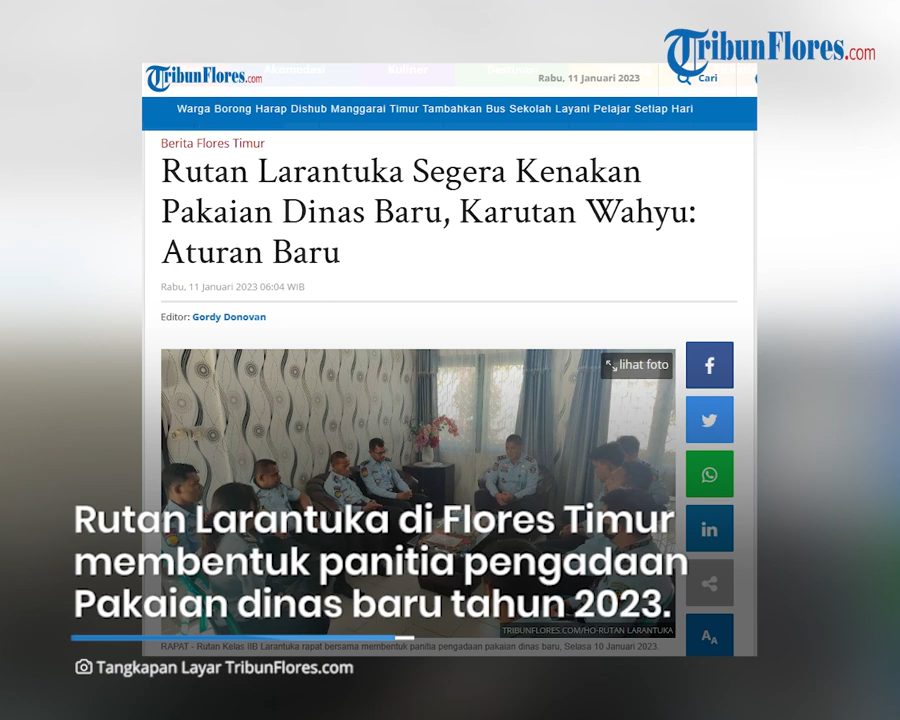 TribunFlores.com
TribunFlores.com
Akomodasi
Kuliner
Rabu, 11 Januari 2023
Cari
Warga Borong Harap Dishub Manggarai Timur Tambahkan Bus Sekolah Layani Pelajar Setiap Hari
Berita Flores Timur
Rutan Larantuka Segera Kenakan
Pakaian Dinas Baru, Karutan Wahyu:
Aturan Baru
Rabu, 11 Januari 2023 06:04 WIB
Editor: Gordy Donovan
lihat foto
Rutan Larantuka di Flores Timur
membentuk panitia pengadaan
Pakaian dinas baru tahun 2023.
TRIBUNFLORES.COM/HO-RUTAN LARANTUKA
RAPAT - Rutan Kelas IIB Larantuka rapat bersama membentuk panitia pengadaan pakaian dinas baru, Selasa 10 Januari 2023.
AA
Tangkapan Layar TribunFlores.com